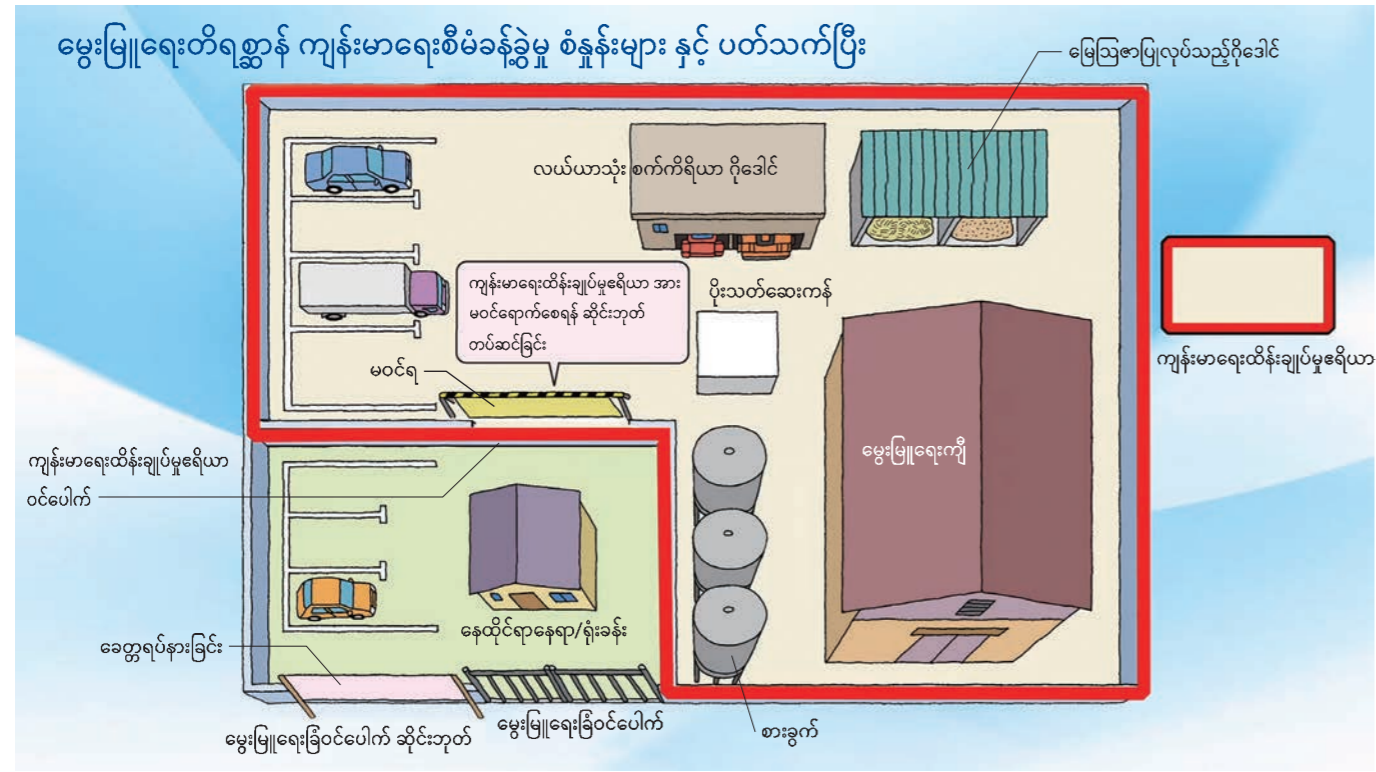 မွေးမြူရေးတိရစ္ဆာန် ကျန်းမာရေးစီမံခန့်ခွဲမှု စံနှုန်းများ နှင့် ပတ်သက်ပြီး
မြေဩဇာပြုလုပ်သည့်ဂိုဒေါင်
လယ်ယာသုံး စက်ကိရိယာ ဂိုဒေါင်
ကျန်းမာရေးထိန်းချုပ်မှုဧရိယာ အား
မဝင်ရောက်စေရန် ဆိုင်းဘုတ်
တပ်ဆင်ခြင်း
ပိုးသတ်ဆေးကန်
ကျန်းမာရေးထိန်းချုပ်မှုဧရိယာ
မဝင်ရ
မွေးမြူရေးကျီ
ကျန်းမာရေးထိန်းချုပ်မှုဧရိယာ
ဝင်ပေါက်
နေထိုင်ရာနေရာ/ရုံးခန်း
ခေတ္တရပ်နားခြင်း
မွေးမြူရေးခြံဝင်ပေါက်
မွေးမြူရေးခြံဝင်ပေါက် ဆိုင်းဘုတ်
စားခွက်